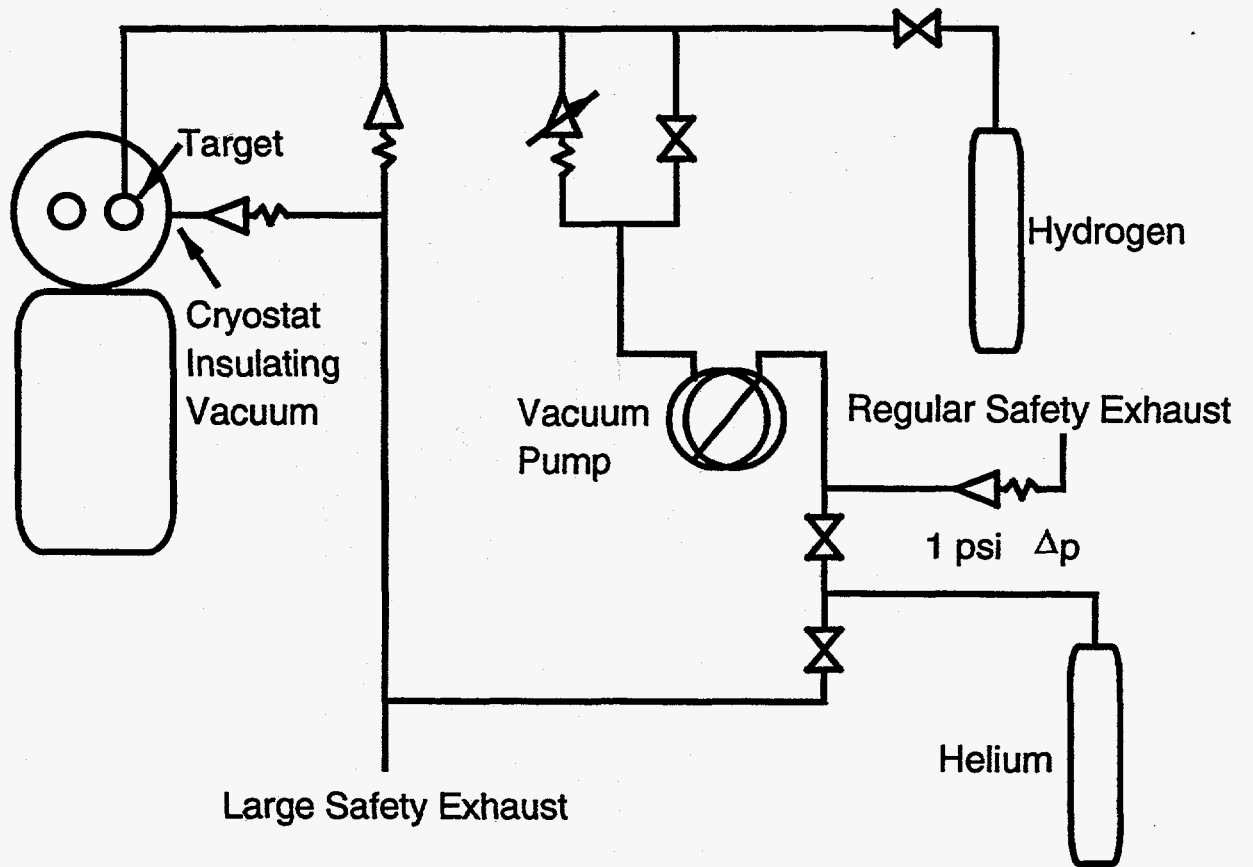 Target
Hydrogen
Cryostat
Insulating
Vacuum
Vacuum
Pump
Regular Safety Exhaust
1 psi Δp
Helium
Large Safety Exhaust